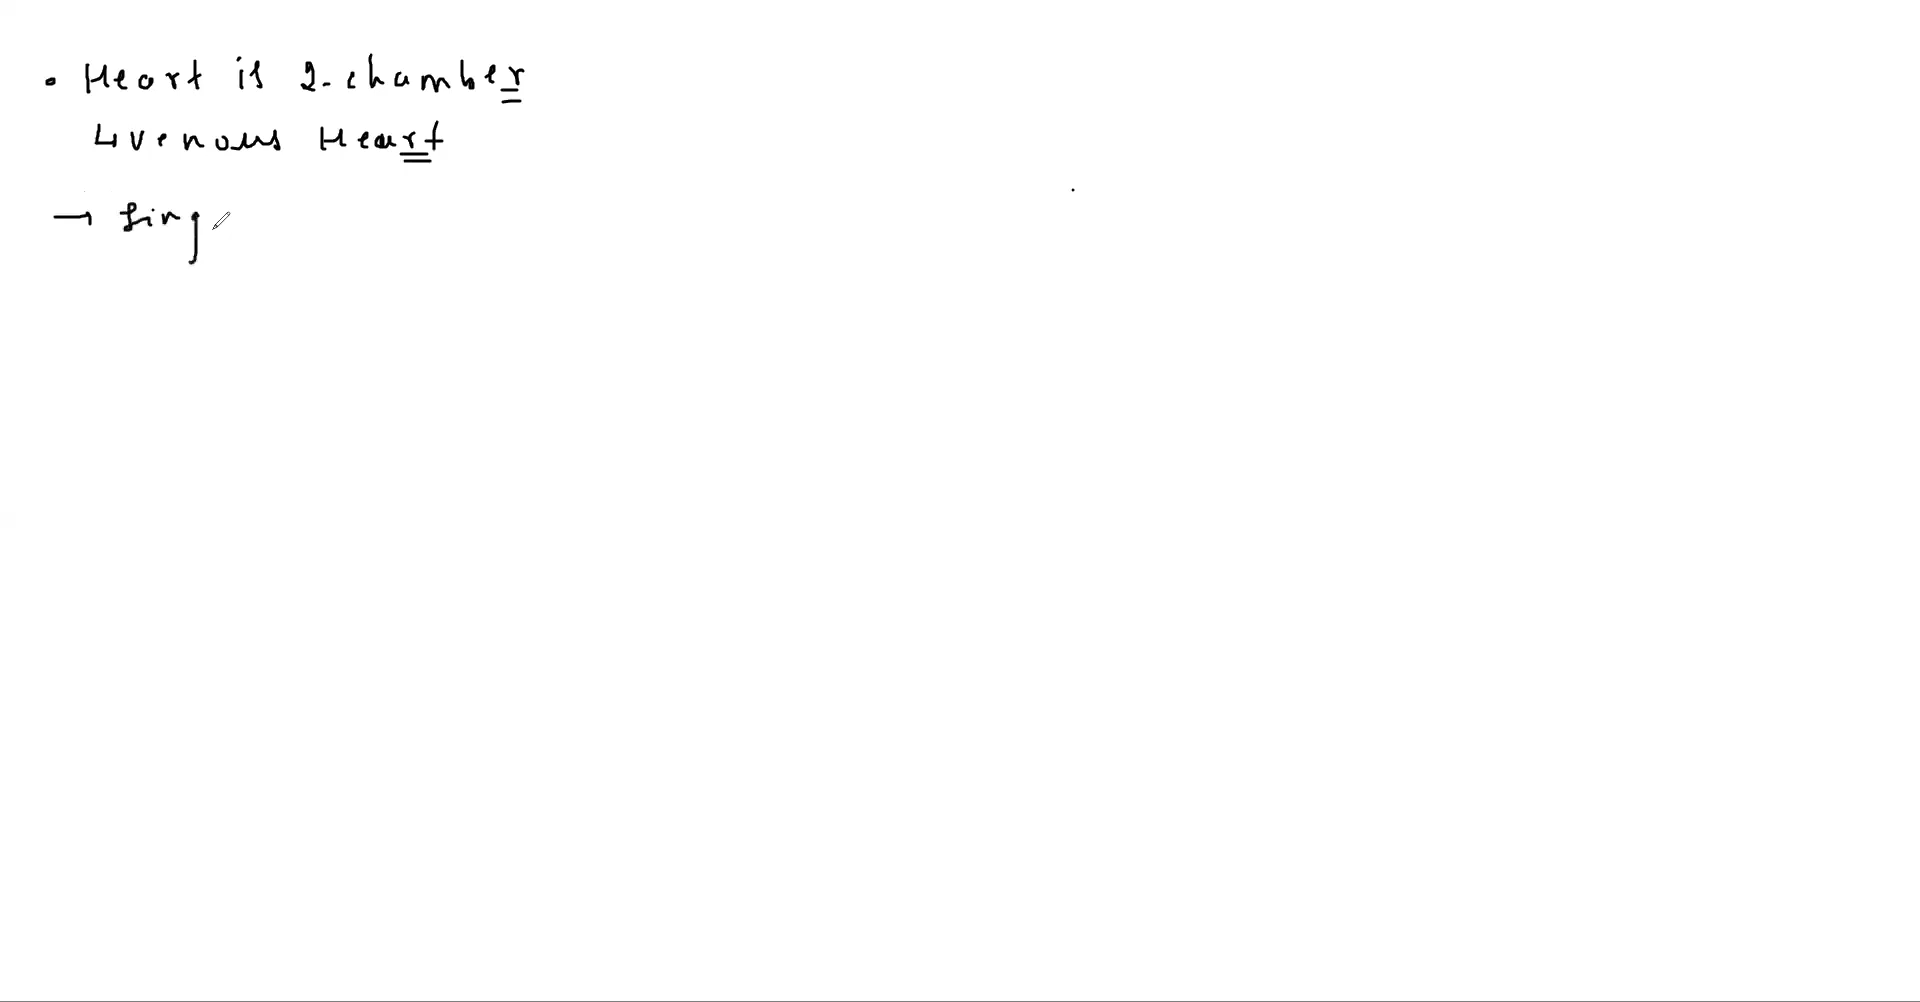 • Heart is 2-chamber
↳ venous Heart
→ Sing